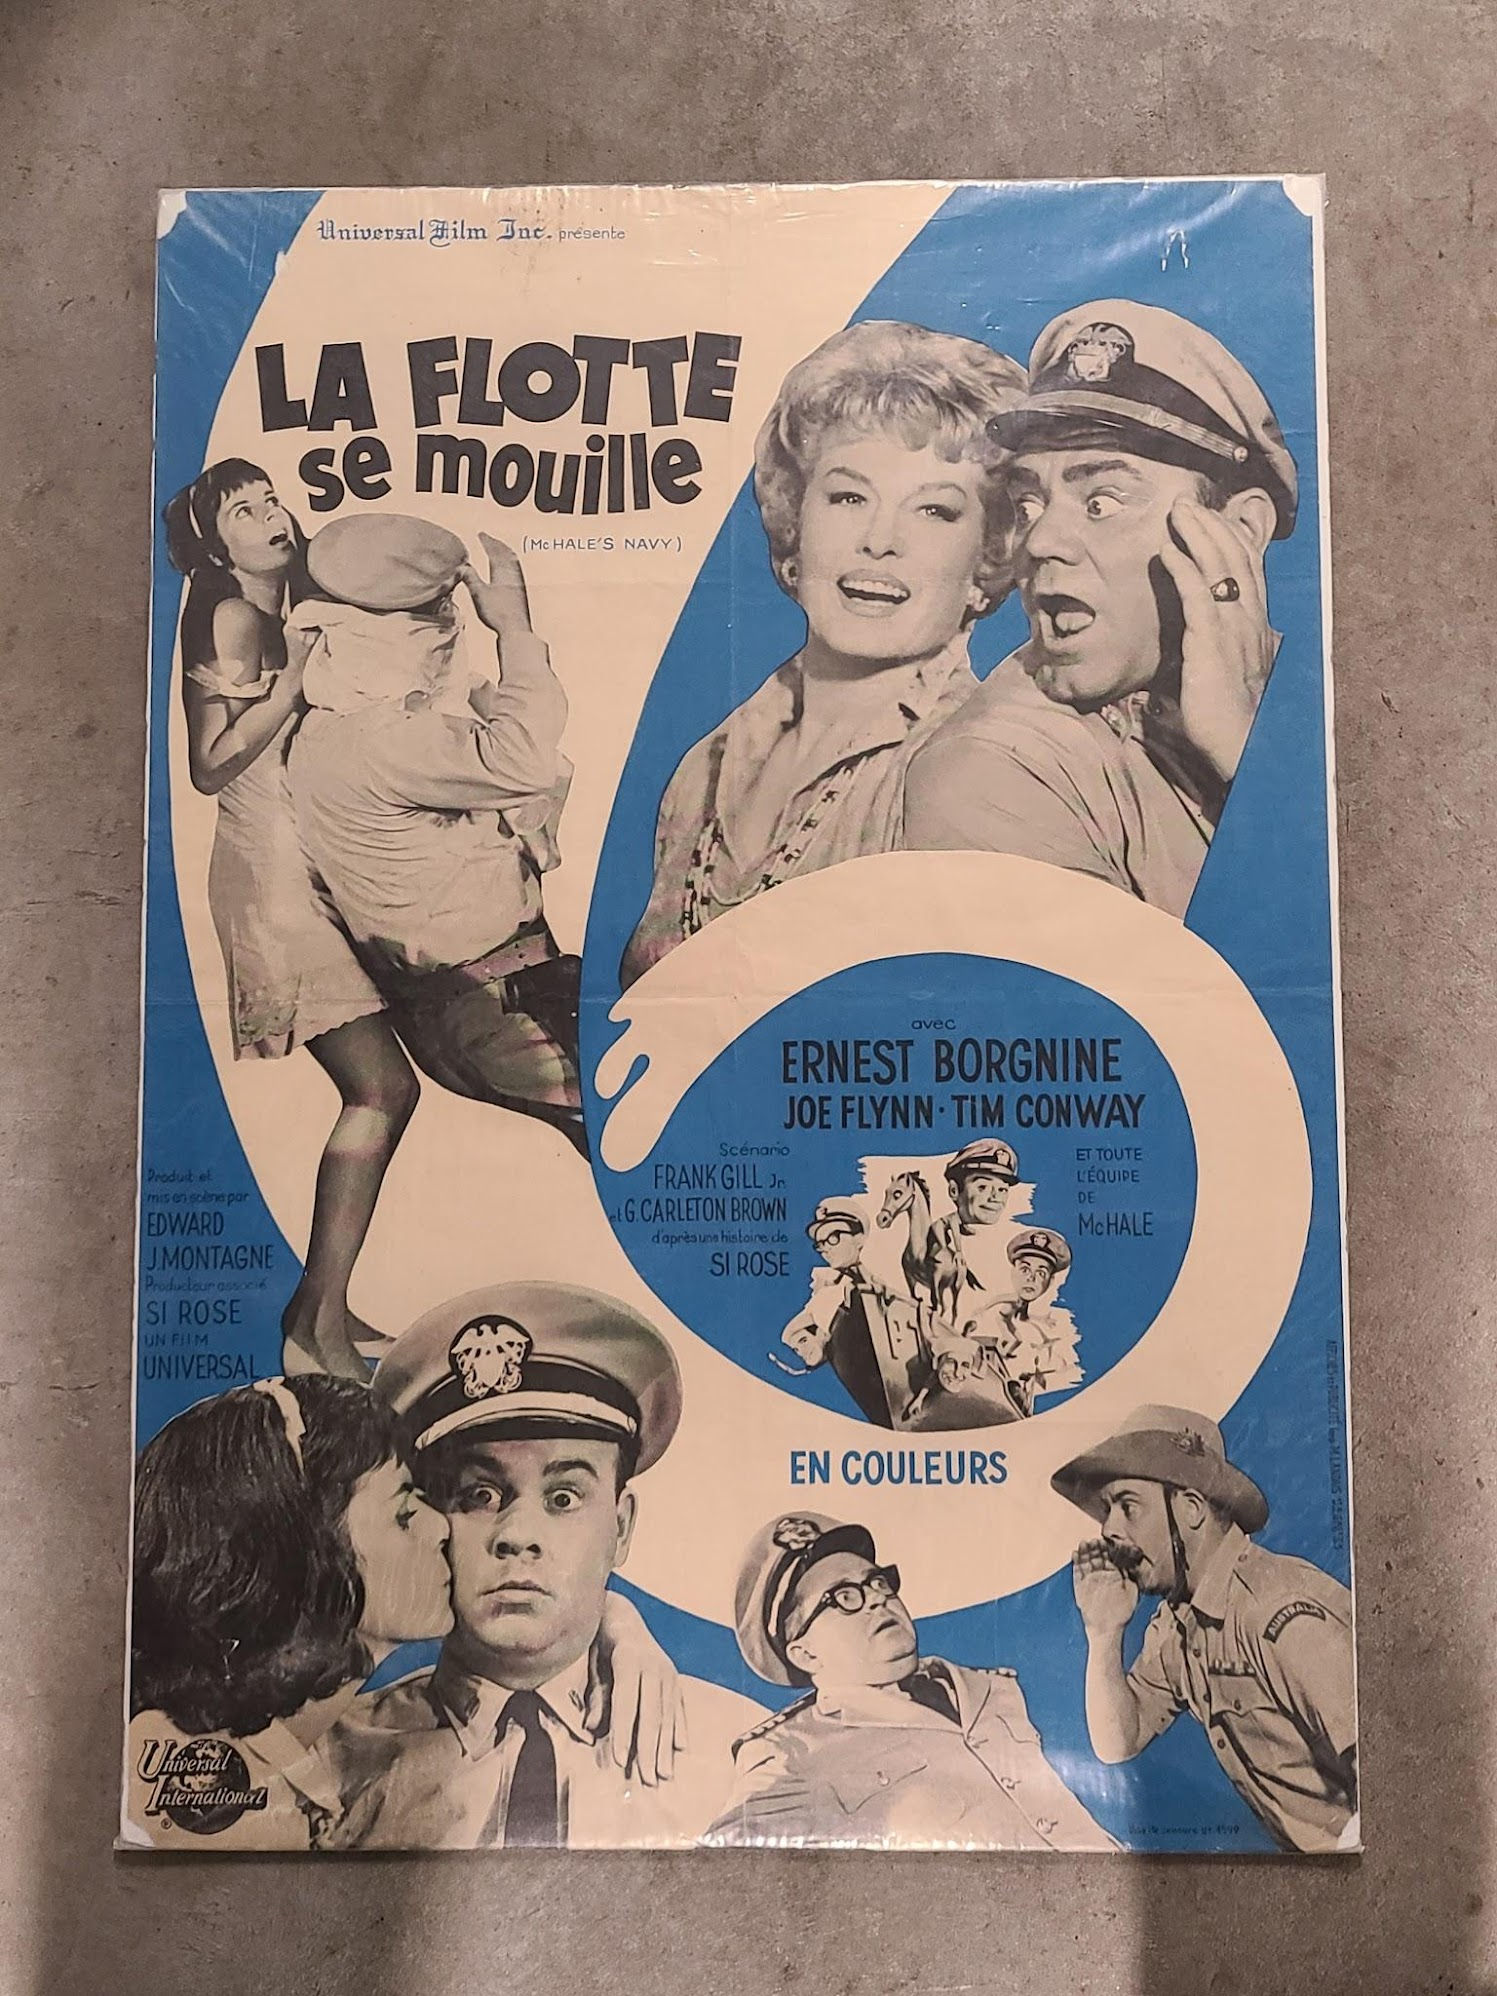 Universal Film Inc. présente
LA FLOTTE
se mouille
(McHALE'S NAVY)
avec
ERNEST BORGNINE
JOE FLYNN · TIM CONWAY
ET TOUTE
L'ÉQUIPE
DE
McHALE
Scénario
FRANK GILL Jr.
et G. CARLETON BROWN
d'après une histoire de
SI ROSE
Produit et
mis en scène par
EDWARD
J. MONTAGNE
Producteur associé
SI ROSE
UN FILM
UNIVERSAL
EN COULEURS
AUSTRALIA
Universal
International
®